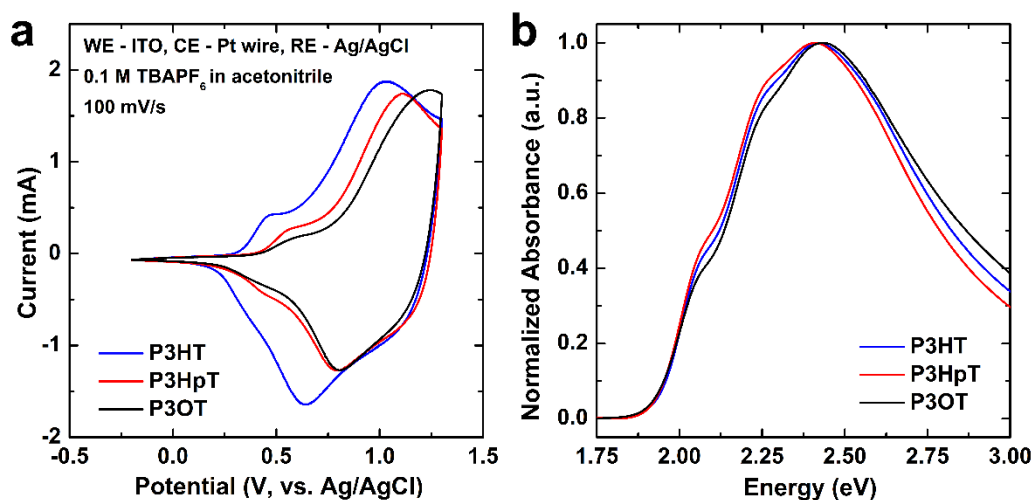 a
WE - ITO, CE - Pt wire, RE - Ag/AgCl
0.1 M TBAPF6 in acetonitrile
100 mV/s
Current (mA)
2
1
0
-1
-2
P3HT
P3HpT
P3OT
-0.5
0.0
0.5
1.0
1.5
Potential (V, vs. Ag/AgCl)
b
Normalized Absorbance (a.u.)
1.0
0.8
0.6
0.4
0.2
0.0
P3HT
P3HpT
P3OT
1.75
2.00
2.25
2.50
2.75
3.00
Energy (eV)